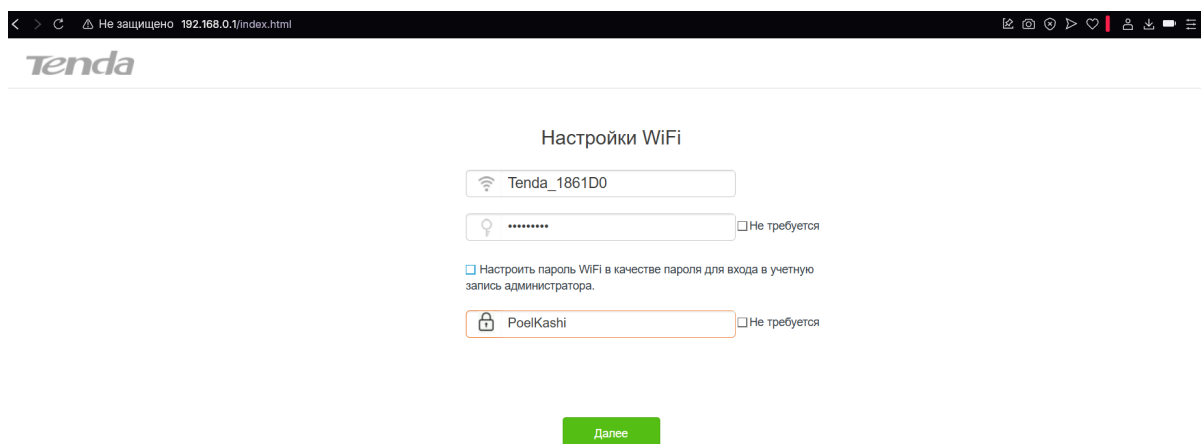 Не защищено 192.168.0.1/index.html
Tenda
Настройки WiFi
Tenda_1861D0
•••••••••
Не требуется
Настроить пароль WiFi в качестве пароля для входа в учетную
запись администратора.
PoelKashi
Не требуется
Далее